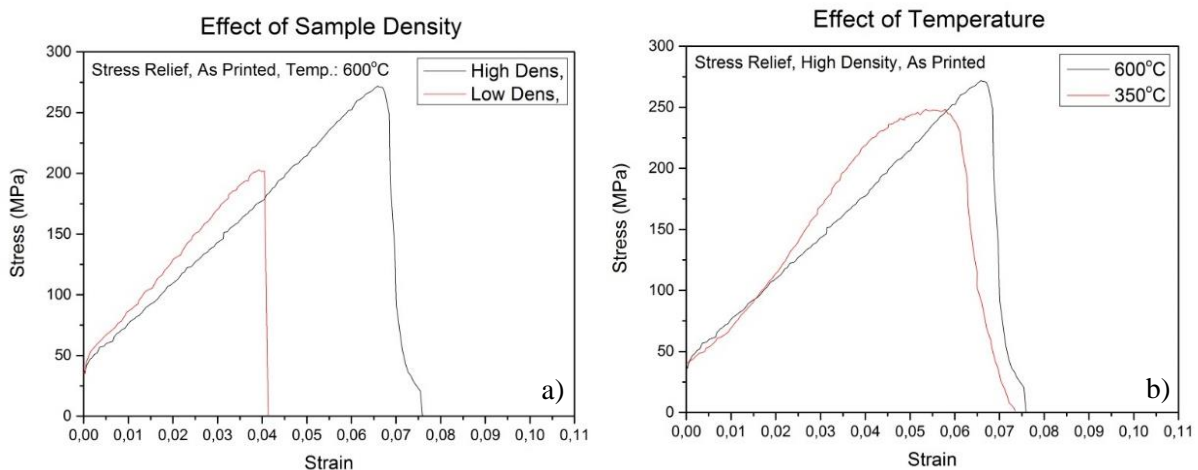 Effect of Sample Density
Stress Relief, As Printed, Temp.: 600°C
High Dens,
Low Dens,
300
250
200
150
100
50
0
Stress (MPa)
0,00 0,01 0,02 0,03 0,04 0,05 0,06 0,07 0,08 0,09 0,10 0,11
Strain
a)
Effect of Temperature
Stress Relief, High Density, As Printed
600°C
350°C
300
250
200
150
100
50
0
Stress (MPa)
0,00 0,01 0,02 0,03 0,04 0,05 0,06 0,07 0,08 0,09 0,10 0,11
Strain
b)